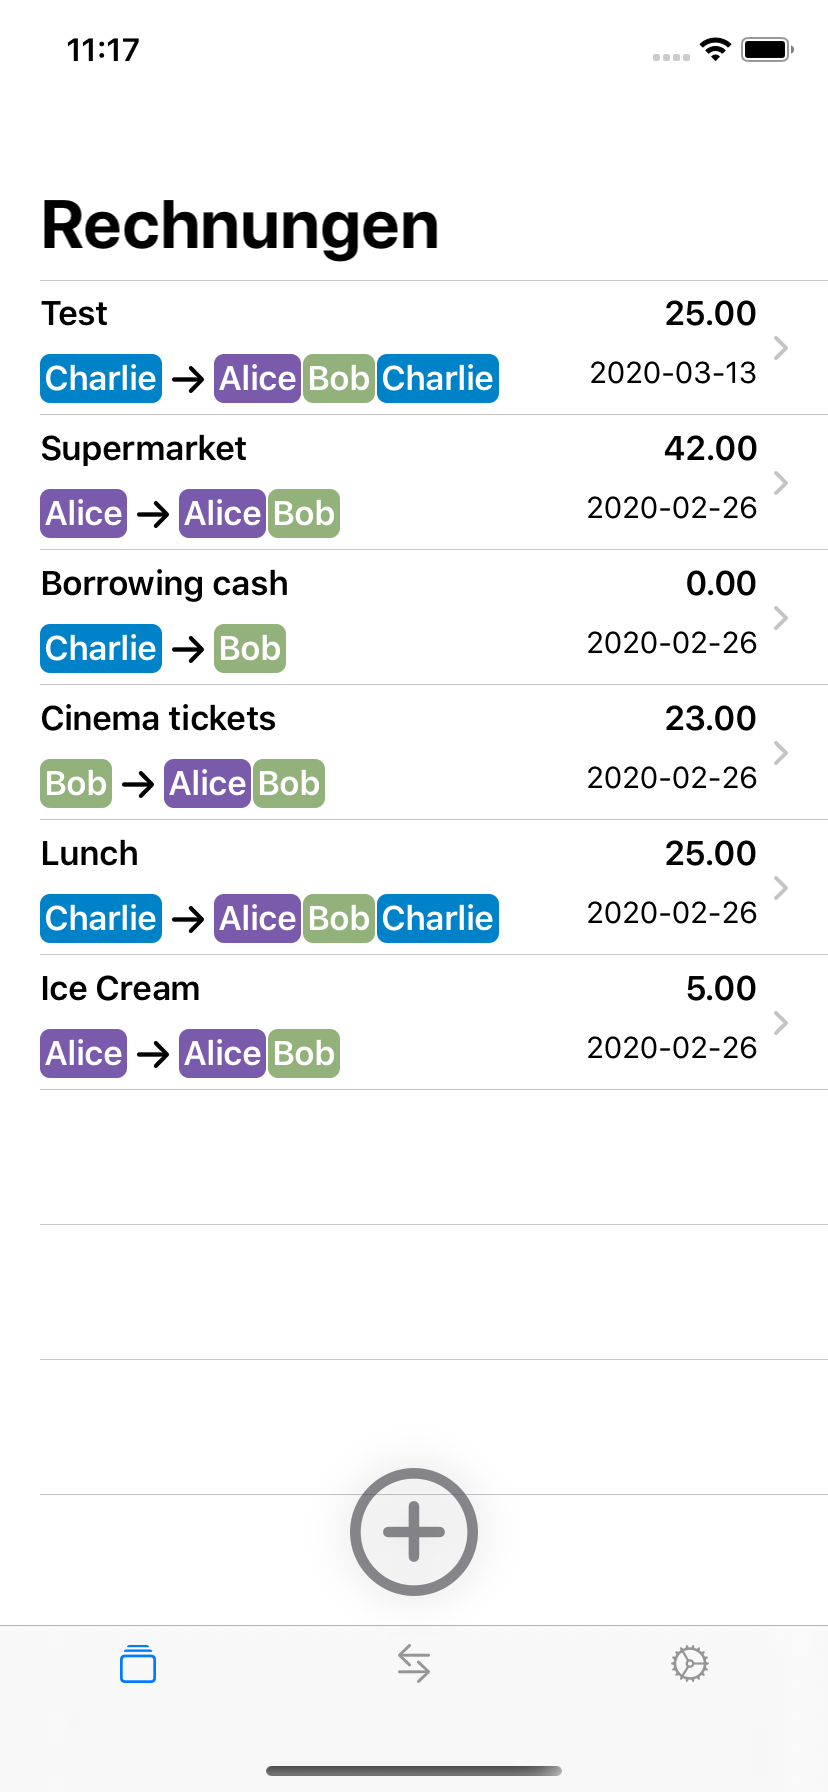 11:17
Rechnungen
Test 25.00
Charlie → Alice Bob Charlie 2020-03-13
Supermarket 42.00
Alice → Alice Bob 2020-02-26
Borrowing cash 0.00
Charlie → Bob 2020-02-26
Cinema tickets 23.00
Bob → Alice Bob 2020-02-26
Lunch 25.00
Charlie → Alice Bob Charlie 2020-02-26
Ice Cream 5.00
Alice → Alice Bob 2020-02-26